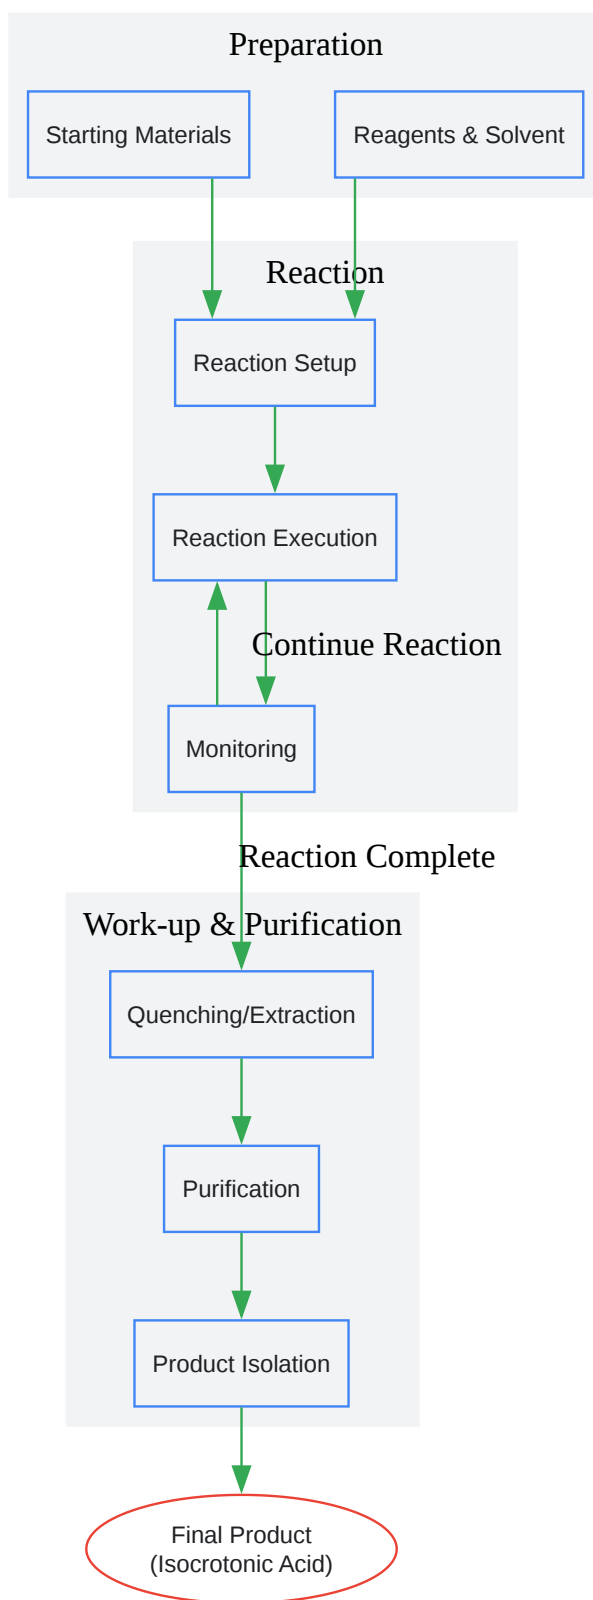 Preparation
Starting Materials
Reagents & Solvent
Reaction
Reaction Setup
Reaction Execution
Continue Reaction
Monitoring
Reaction Complete
Work-up & Purification
Quenching/Extraction
Purification
Product Isolation
Final Product
(Isocrotonic Acid)